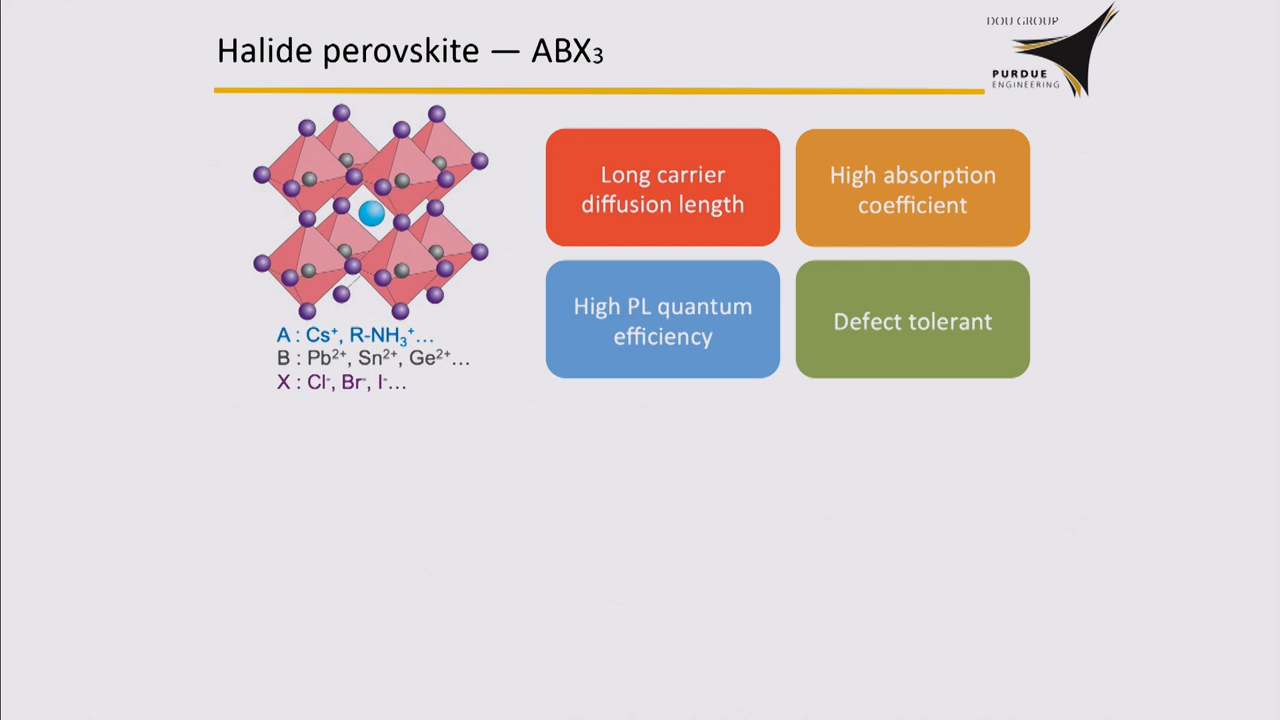 Halide perovskite — ABX₃
DOU GROUP
PURDUE
ENGINEERING
Long carrier
diffusion length
High absorption
coefficient
High PL quantum
efficiency
Defect tolerant
A : Cs⁺, R-NH₃⁺…
B : Pb²⁺, Sn²⁺, Ge²⁺…
X : Cl⁻, Br⁻, I⁻…